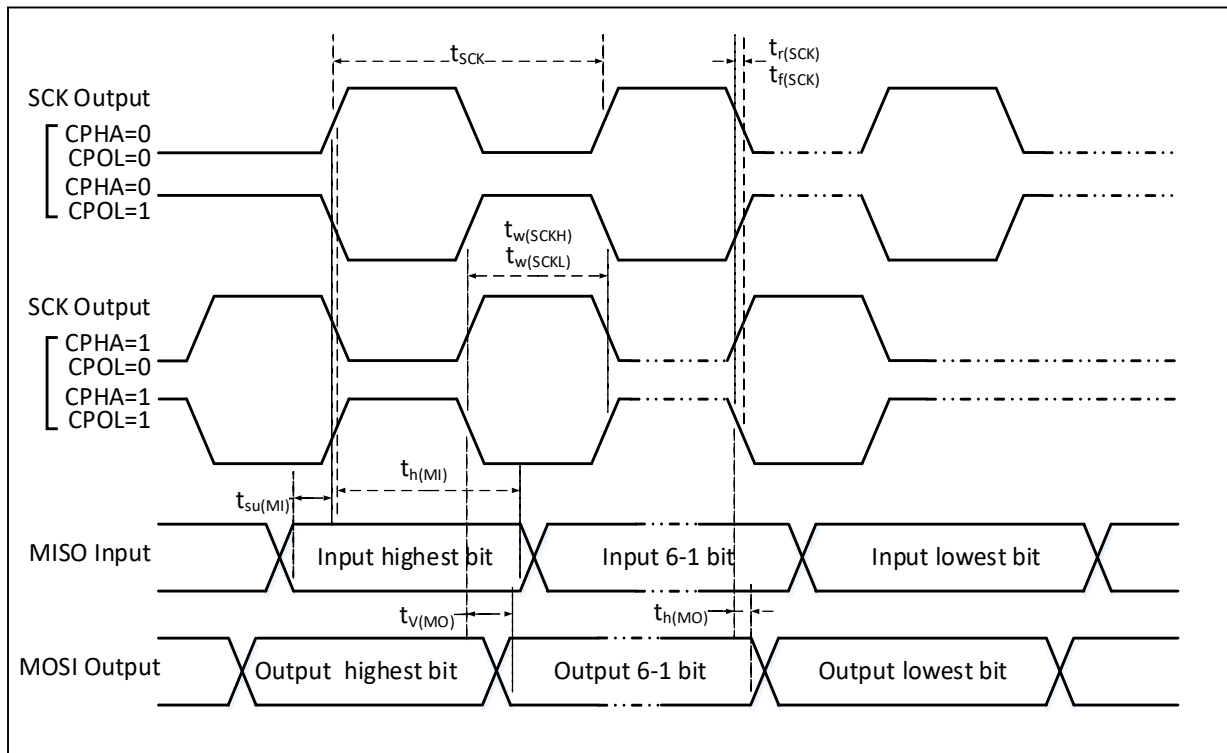 tSCK
tr(SCK)
tf(SCK)
SCK Output
CPHA=0
CPOL=0
CPHA=0
CPOL=1
tw(SCKH)
tw(SCKL)
SCK Output
CPHA=1
CPOL=0
CPHA=1
CPOL=1
th(MI)
tsu(MI)
MISO Input
Input highest bit
Input 6-1 bit
Input lowest bit
tV(MO)
th(MO)
MOSI Output
Output highest bit
Output 6-1 bit
Output lowest bit